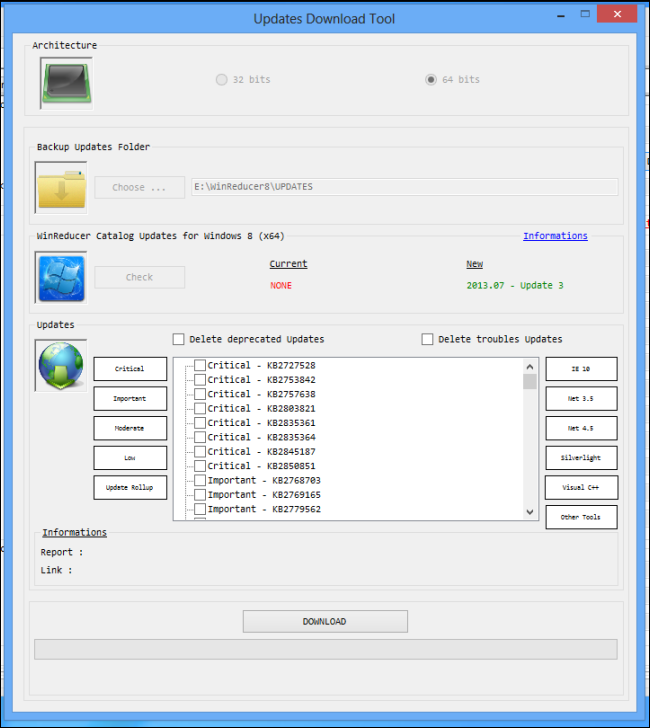 Updates Download Tool
Architecture
32 bits
64 bits
Backup Updates Folder
Choose ...
E:\WinReducer8\UPDATES
WinReducer Catalog Updates for Windows 8 (x64)
Informations
Check
Current
New
NONE
2013.07 - Update 3
Updates
Delete deprecated Updates
Delete troubles Updates
Critical
Important
Moderate
Low
Update Rollup
Critical - KB2727528
Critical - KB2753842
Critical - KB2757638
Critical - KB2803821
Critical - KB2835361
Critical - KB2835364
Critical - KB2845187
Critical - KB2850851
Important - KB2768703
Important - KB2769165
Important - KB2779562
IE 10
Net 3.5
Net 4.5
Silverlight
Visual C++
Other Tools
Informations
Report :
Link :
DOWNLOAD